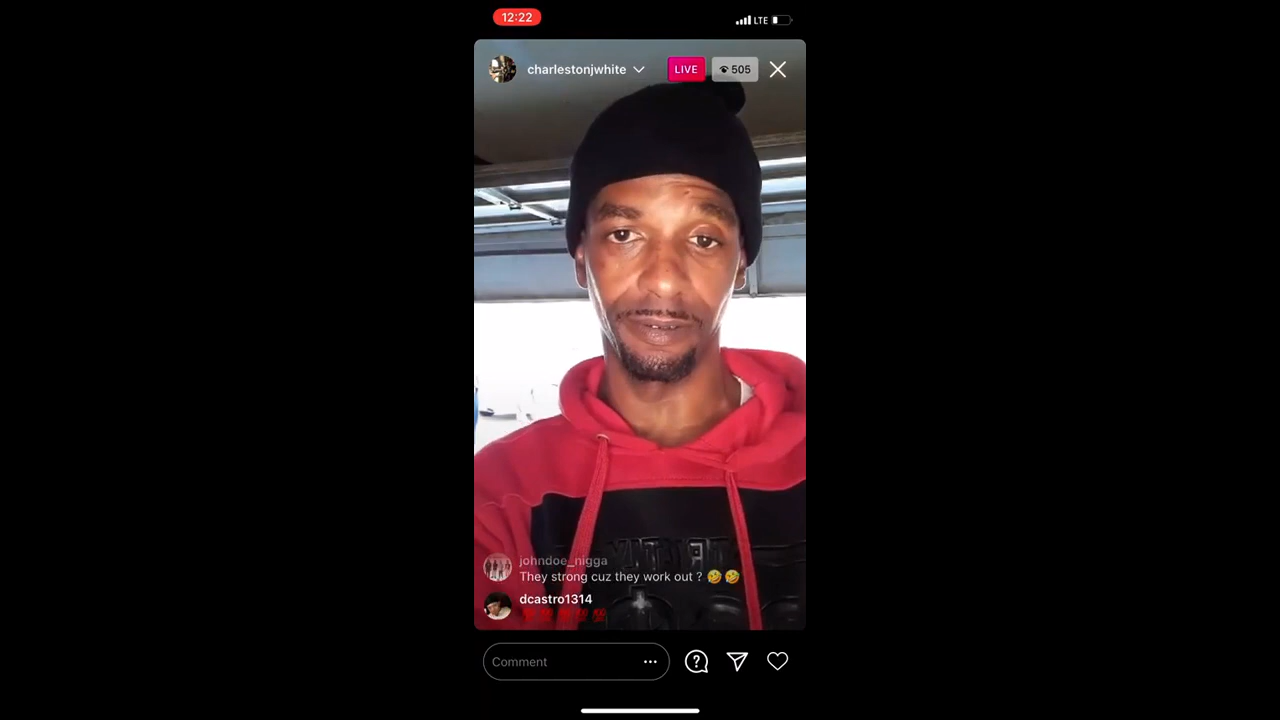 12:22
LTE
charlestonjwhite
LIVE
505
johndoe_nigga
They strong cuz they work out ? 🤣🤣
dcastro1314
💯💯💯💯💯
Comment